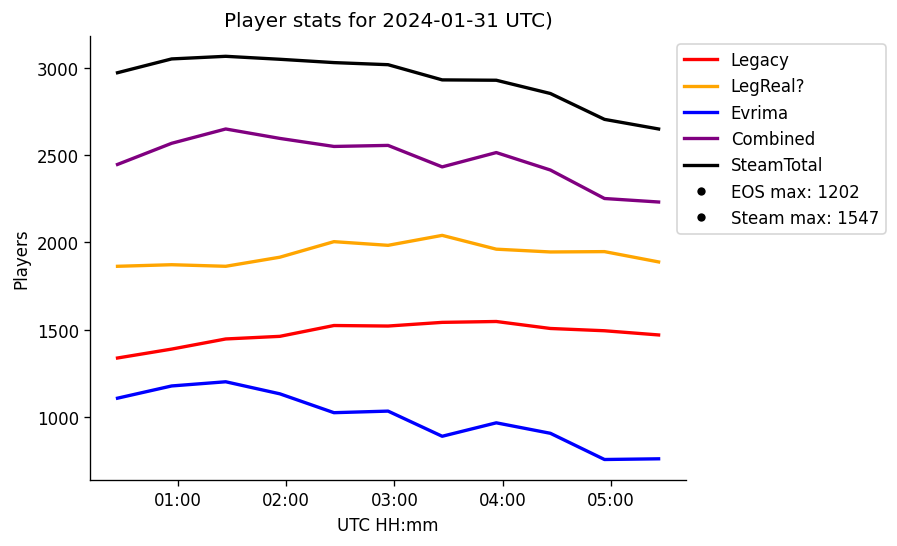 Player stats for 2024-01-31 UTC)
Legacy
LegReal?
Evrima
Combined
SteamTotal
EOS max: 1202
Steam max: 1547
Players
3000
2500
2000
1500
1000
01:00 02:00 03:00 04:00 05:00
UTC HH:mm